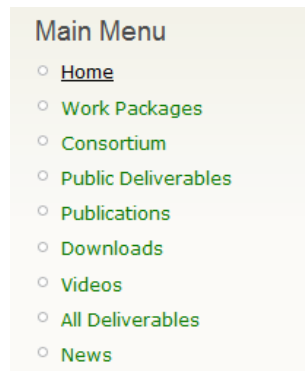 Main Menu
Home
Work Packages
Consortium
Public Deliverables
Publications
Downloads
Videos
All Deliverables
News